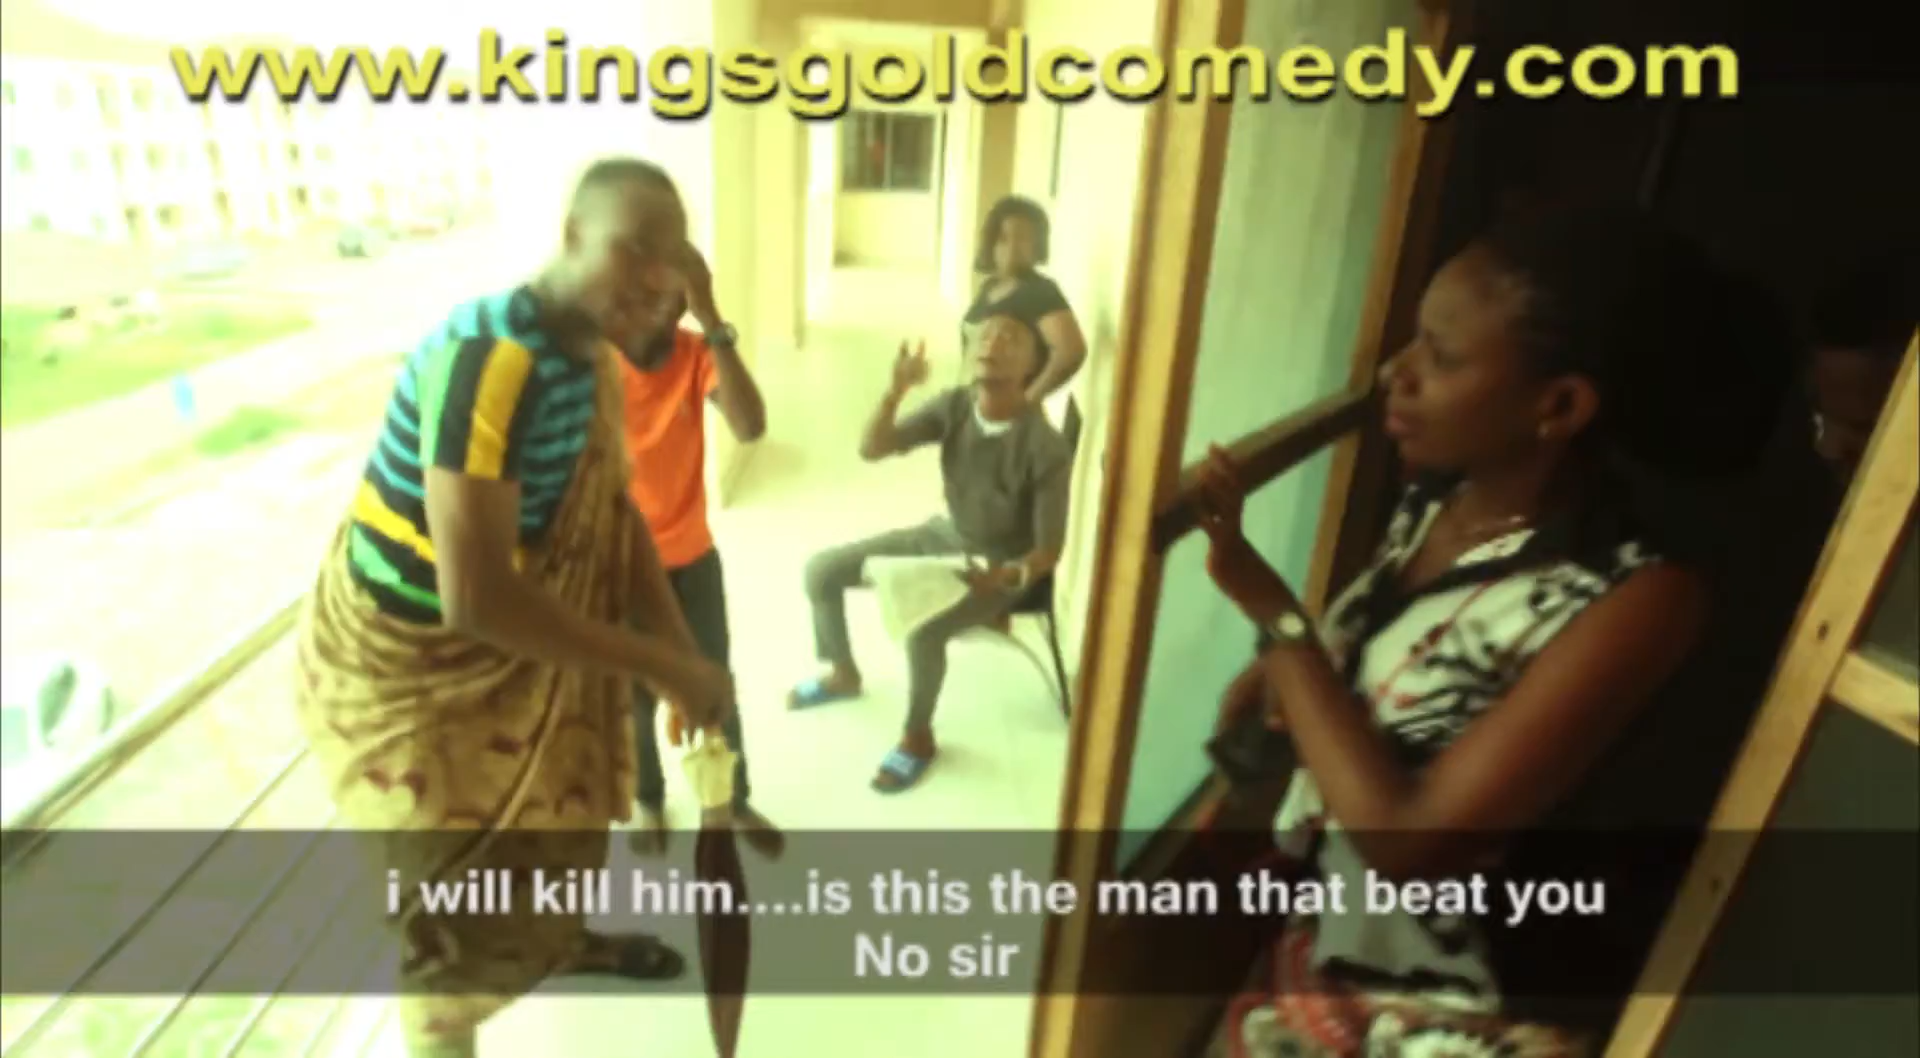 www.kingsgoldcomedy.com
i will kill him....is this the man that beat you
No sir